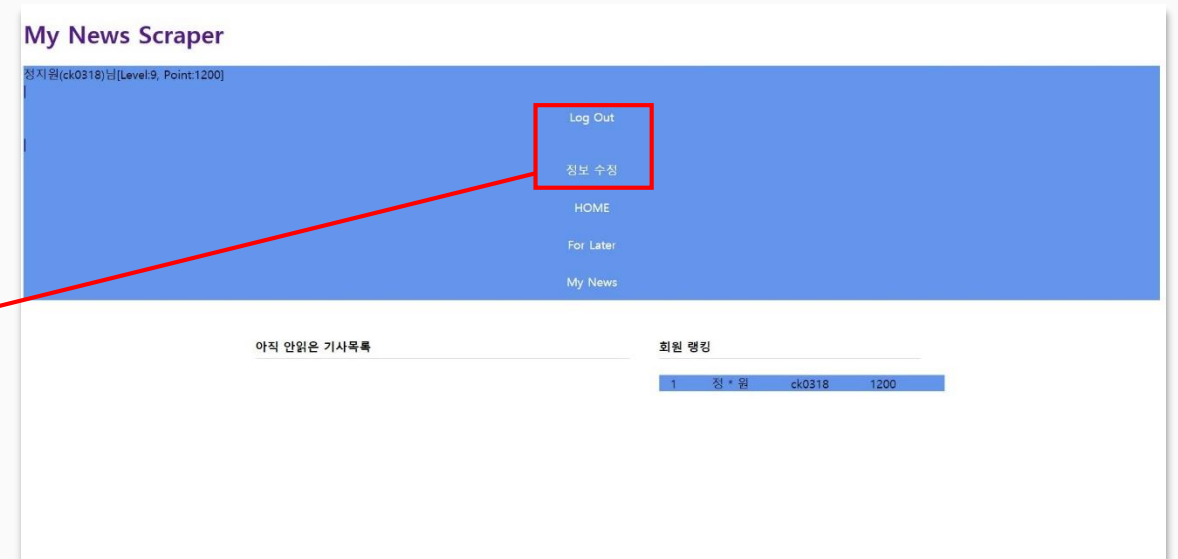 My News Scraper
정지원(ck0318)님[Level:9, Point:1200]
|
Log Out
|
정보 수정
HOME
For Later
My News
아직 안읽은 기사목록
회원 랭킹
1 정 * 원 ck0318 1200